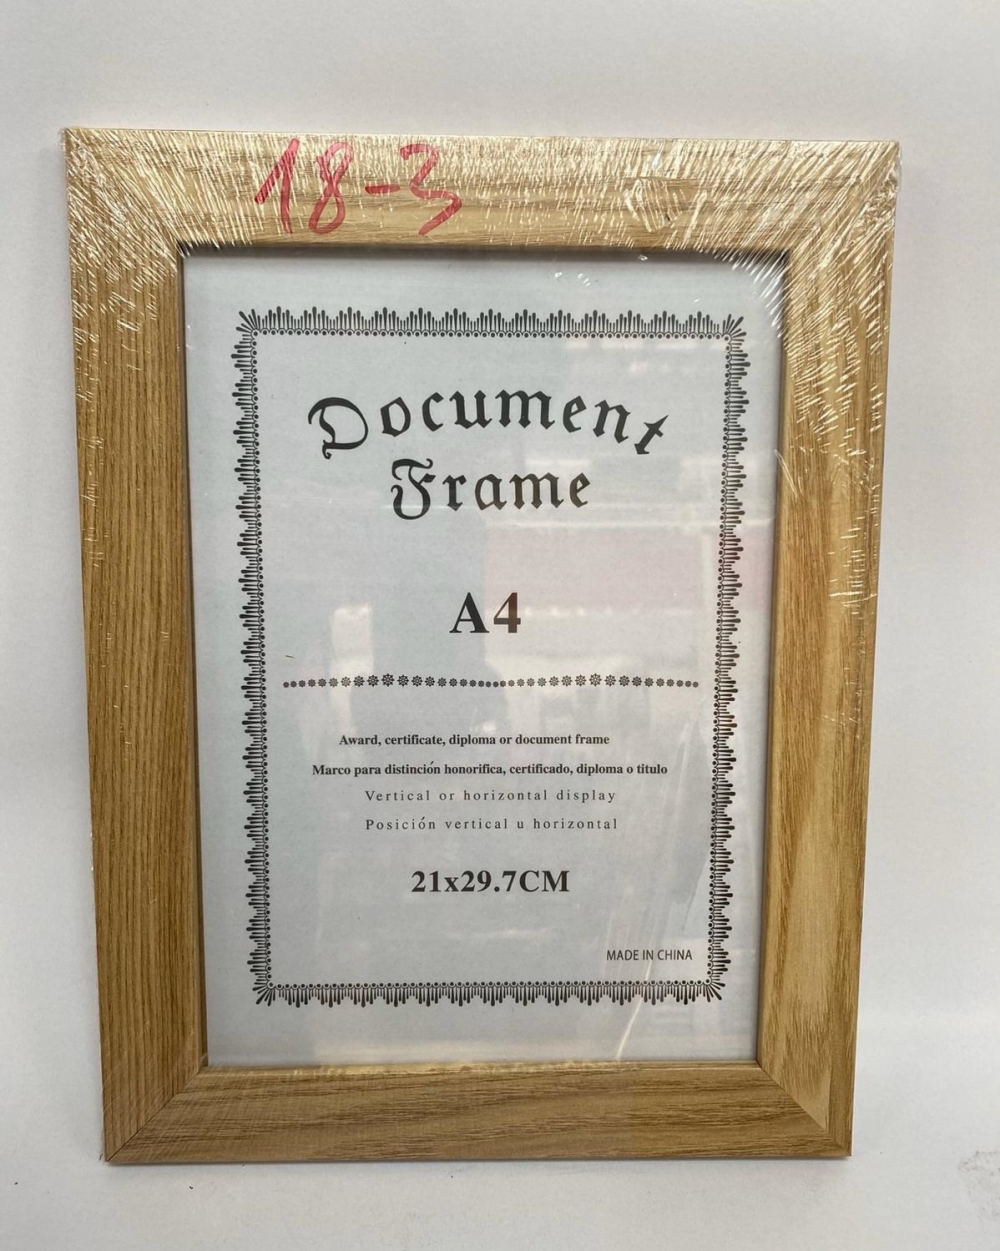 18-3
Document
Frame
A4
Award, certificate, diploma or document frame
Marco para distinción honorifica, certificado, diploma o titulo
Vertical or horizontal display
Posición vertical u horizontal
21x29.7CM
MADE IN CHINA